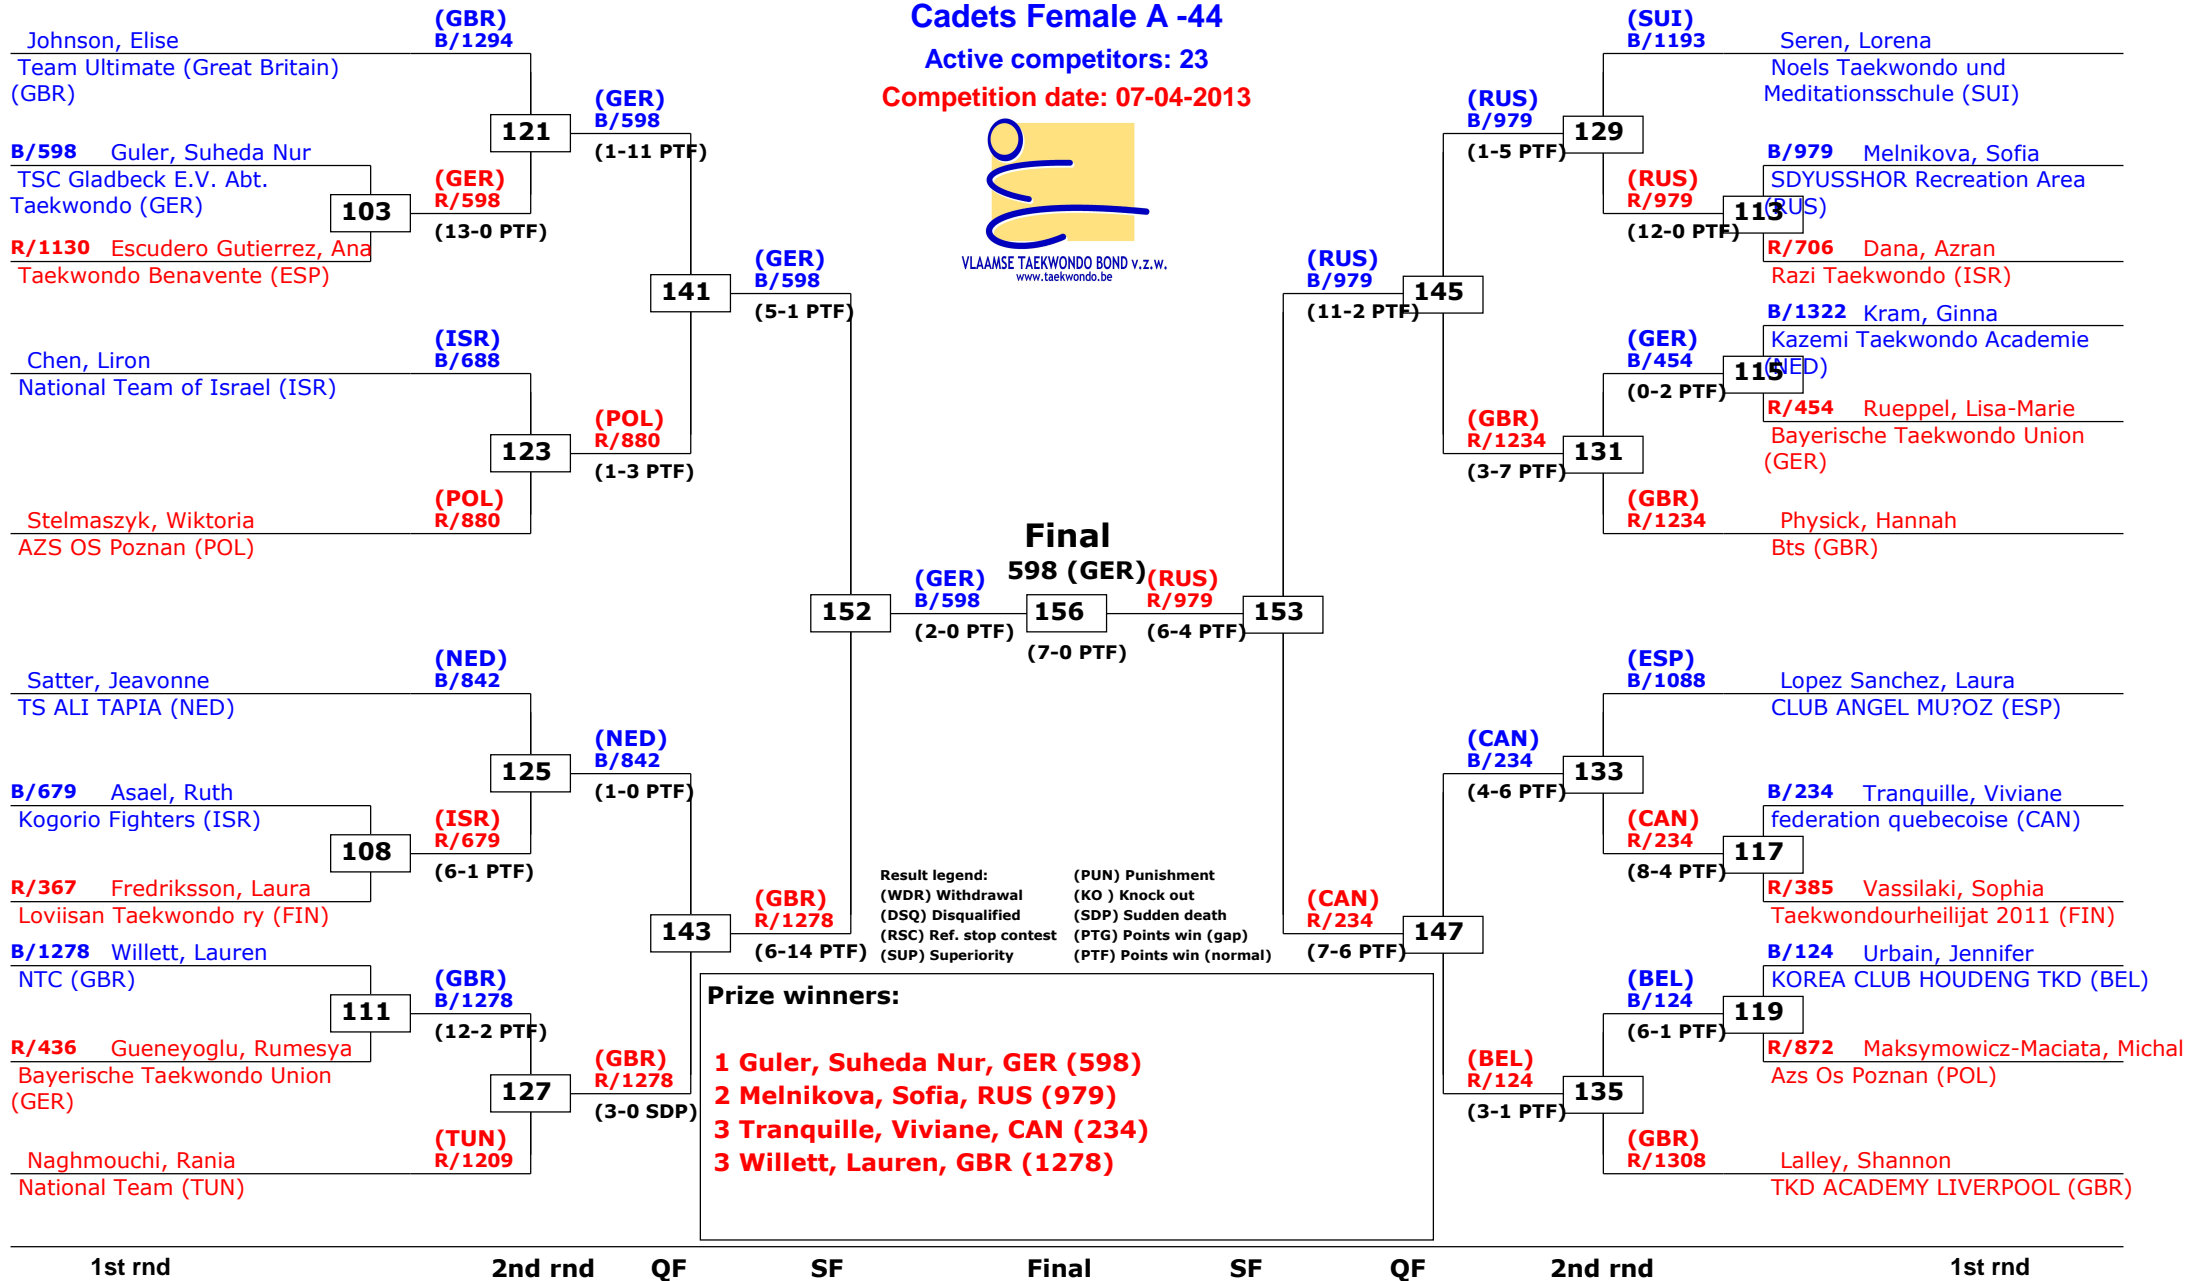 Cadets Female A -44
Active competitors: 23
Competition date: 07-04-2013
VLAAMSE TAEKWONDO BOND v.z.w.
www.taekwondo.be
(GBR)
B/1294
Johnson, Elise
Team Ultimate (Great Britain)
(GBR)
121
(GER)
B/598
(1-11 PTF)
B/598 Guler, Suheda Nur
TSC Gladbeck E.V. Abt.
Taekwondo (GER)
103
(GER)
R/598
(13-0 PTF)
R/1130 Escudero Gutierrez, Ana
Taekwondo Benavente (ESP)
141
(GER)
B/598
(5-1 PTF)
(ISR)
B/688
Chen, Liron
National Team of Israel (ISR)
123
(POL)
R/880
(1-3 PTF)
(POL)
R/880
Stelmaszyk, Wiktoria
AZS OS Poznan (POL)
152
(GER)
B/598
(2-0 PTF)
Final
598 (GER)
156
(7-0 PTF)
(RUS)
R/979
(6-4 PTF)
153
(NED)
B/842
Satter, Jeavonne
TS ALI TAPIA (NED)
125
(NED)
B/842
(1-0 PTF)
B/679 Asael, Ruth
Kogorio Fighters (ISR)
108
(ISR)
R/679
(6-1 PTF)
R/367 Fredriksson, Laura
Loviisan Taekwondo ry (FIN)
143
(GBR)
R/1278
(6-14 PTF)
B/1278 Willett, Lauren
NTC (GBR)
111
(GBR)
B/1278
(12-2 PTF)
R/436 Gueneyoglu, Rumesya
Bayerische Taekwondo Union
(GER)
127
(GBR)
R/1278
(3-0 SDP)
(TUN)
R/1209
Naghmouchi, Rania
National Team (TUN)
(SUI)
B/1193
Seren, Lorena
Noels Taekwondo und
Meditationsschule (SUI)
(RUS)
B/979
(1-5 PTF)
129
B/979 Melnikova, Sofia
SDYUSSHOR Recreation Area
(RUS)
(RUS)
R/979
(12-0 PTF)
113
R/706 Dana, Azran
Razi Taekwondo (ISR)
(RUS)
B/979
(11-2 PTF)
145
B/1322 Kram, Ginna
Kazemi Taekwondo Academie
(NED)
(GER)
B/454
(0-2 PTF)
115
R/454 Rueppel, Lisa-Marie
Bayerische Taekwondo Union
(GER)
(GBR)
R/1234
(3-7 PTF)
131
(GBR)
R/1234
Physick, Hannah
Bts (GBR)
(ESP)
B/1088
Lopez Sanchez, Laura
CLUB ANGEL MU?OZ (ESP)
(CAN)
B/234
(4-6 PTF)
133
B/234 Tranquille, Viviane
federation quebecoise (CAN)
(CAN)
R/234
(8-4 PTF)
117
R/385 Vassilaki, Sophia
Taekwondourheilijat 2011 (FIN)
(CAN)
R/234
(7-6 PTF)
147
B/124 Urbain, Jennifer
KOREA CLUB HOUDENG TKD (BEL)
(BEL)
B/124
(6-1 PTF)
119
R/872 Maksymowicz-Maciata, Michal
Azs Os Poznan (POL)
(BEL)
R/124
(3-1 PTF)
135
(GBR)
R/1308
Lalley, Shannon
TKD ACADEMY LIVERPOOL (GBR)
Result legend: (PUN) Punishment
(WDR) Withdrawal (KO ) Knock out
(DSQ) Disqualified (SDP) Sudden death
(RSC) Ref. stop contest (PTG) Points win (gap)
(SUP) Superiority (PTF) Points win (normal)
Prize winners:
1 Guler, Suheda Nur, GER (598)
2 Melnikova, Sofia, RUS (979)
3 Tranquille, Viviane, CAN (234)
3 Willett, Lauren, GBR (1278)
1st rnd 2nd rnd QF SF Final SF QF 2nd rnd 1st rnd